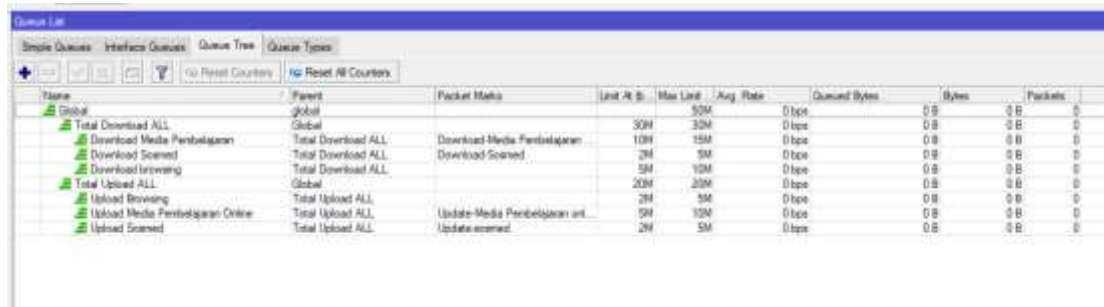 Queue List
Simple Queues Interface Queues Queue Tree Queue Types
Reset Counters Reset All Counters
Name Parent Packet Marks Limit At (b... Max Limit ... Avg. Rate Queued Bytes Bytes Packets
Global global 50M 0 bps 0 B 0 B 0
Total Download ALL Global 30M 30M 0 bps 0 B 0 B 0
Download Media Pembelajaran Total Download ALL Download-Media Pembelajaran ... 10M 15M 0 bps 0 B 0 B 0
Download Sosmed Total Download ALL Download-Sosmed 2M 5M 0 bps 0 B 0 B 0
Download browsing Total Download ALL 5M 10M 0 bps 0 B 0 B 0
Total Upload ALL Global 20M 20M 0 bps 0 B 0 B 0
Upload Browsing Total Upload ALL 2M 5M 0 bps 0 B 0 B 0
Upload Media Pembelajaran Online Total Upload ALL Update-Media Pembelajaran onl... 5M 10M 0 bps 0 B 0 B 0
Upload Sosmed Total Upload ALL Update-sosmed 2M 5M 0 bps 0 B 0 B 0